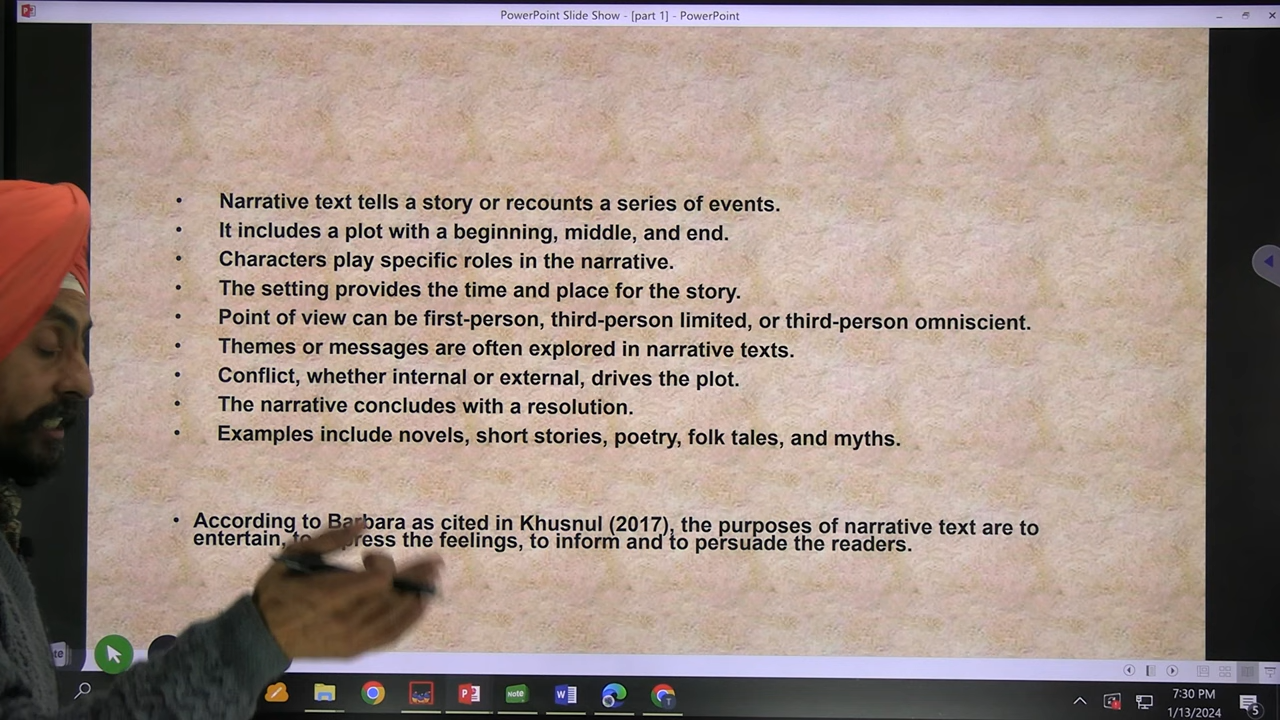 PowerPoint Slide Show - [part 1] - PowerPoint
• Narrative text tells a story or recounts a series of events.
• It includes a plot with a beginning, middle, and end.
• Characters play specific roles in the narrative.
• The setting provides the time and place for the story.
• Point of view can be first-person, third-person limited, or third-person omniscient.
• Themes or messages are often explored in narrative texts.
• Conflict, whether internal or external, drives the plot.
• The narrative concludes with a resolution.
• Examples include novels, short stories, poetry, folk tales, and myths.
• According to Barbara as cited in Khusnul (2017), the purposes of narrative text are to
entertain, press the feelings, to inform and to persuade the readers.
Note
7:30 PM
1/13/2024
5